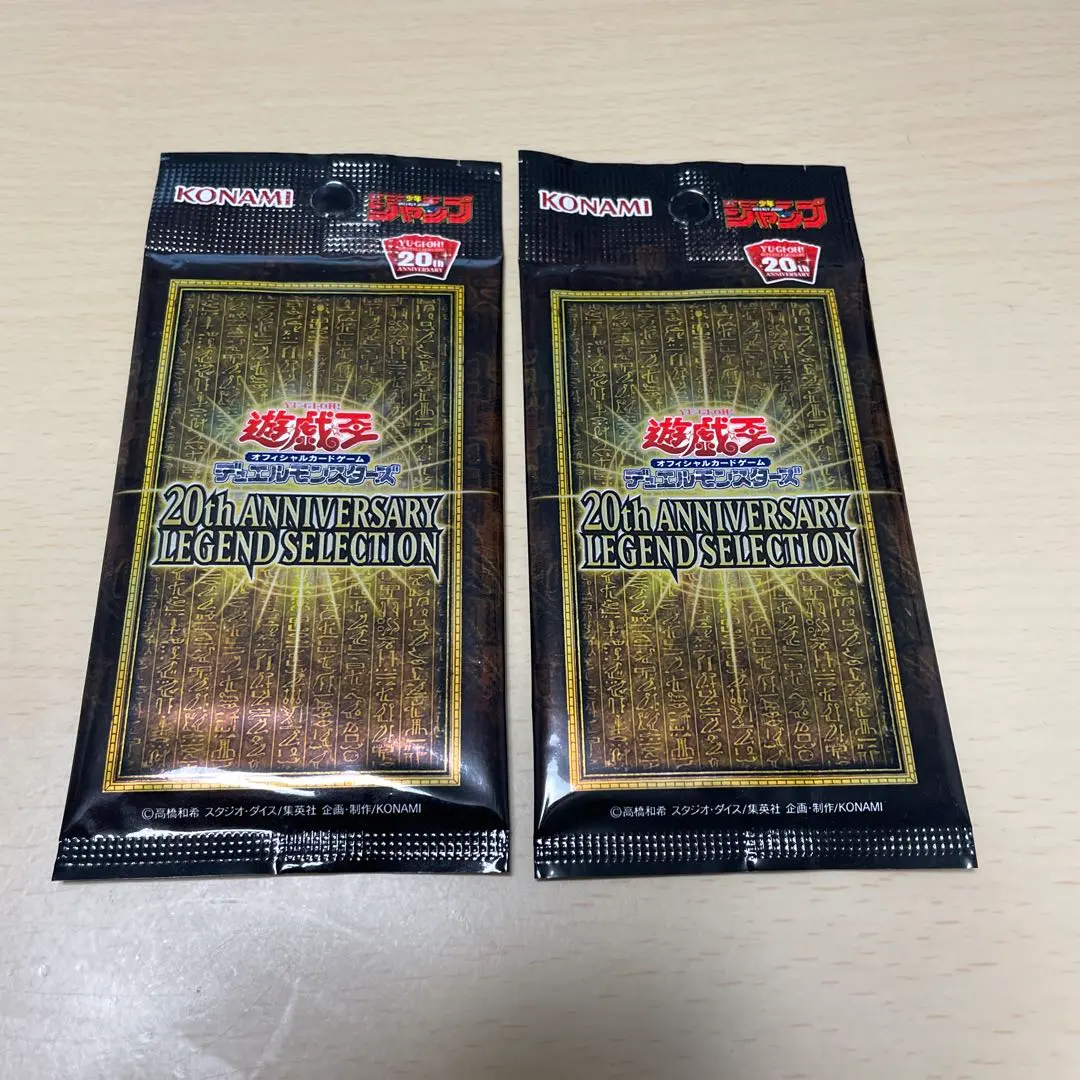 KONAMI
少年
ジャンプ
YU-GI-OH!
20th
ANNIVERSARY
YU-GI-OH!
遊戯王
オフィシャルカードゲーム
デュエルモンスターズ
20th ANNIVERSARY
LEGEND SELECTION
©高橋和希 スタジオ・ダイス/集英社 企画・制作/KONAMI
KONAMI
少年
ジャンプ
YU-GI-OH!
20th
ANNIVERSARY
YU-GI-OH!
遊戯王
オフィシャルカードゲーム
デュエルモンスターズ
20th ANNIVERSARY
LEGEND SELECTION
©高橋和希 スタジオ・ダイス/集英社 企画・制作/KONAMI